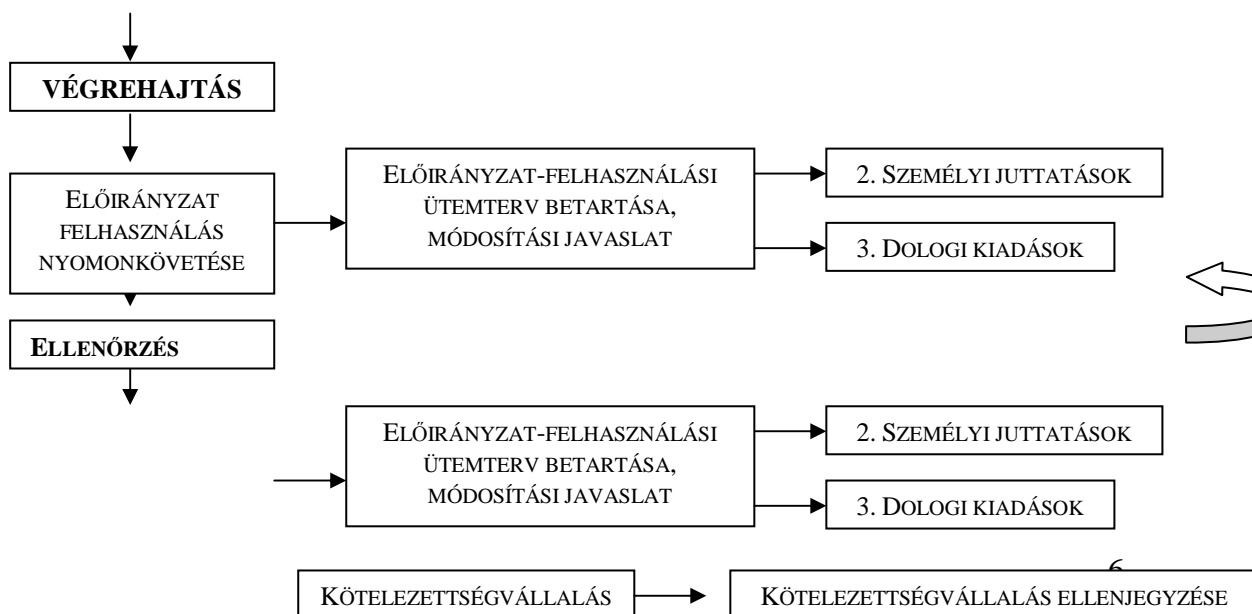 VÉGREHAJTÁS
ELŐIRÁNYZAT
FELHASZNÁLÁS
NYOMONKÖVETÉSE
ELŐIRÁNYZAT-FELHASZNÁLÁSI
ÜTEMTERV BETARTÁSA,
MÓDOSÍTÁSI JAVASLAT
2. SZEMÉLYI JUTTATÁSOK
3. DOLOGI KIADÁSOK
ELLENŐRZÉS
ELŐIRÁNYZAT-FELHASZNÁLÁSI
ÜTEMTERV BETARTÁSA,
MÓDOSÍTÁSI JAVASLAT
2. SZEMÉLYI JUTTATÁSOK
3. DOLOGI KIADÁSOK
KÖTELEZETTSÉGVÁLLALÁS
KÖTELEZETTSÉGVÁLLALÁS ELLENJEGYZÉSE